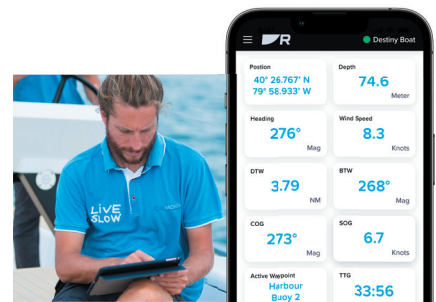 R
Destiny Boat
Postion
40° 26.767' N
79° 58.933' W
Depth
74.6
Meter
Heading
276°
Mag
Wind Speed
8.3
Knots
DTW
3.79
NM
BTW
268°
Mag
COG
273°
Mag
SOG
6.7
Knots
Active Waypoint
Harbour
Buoy 2
TTG
33:56
LIVE
SLOW